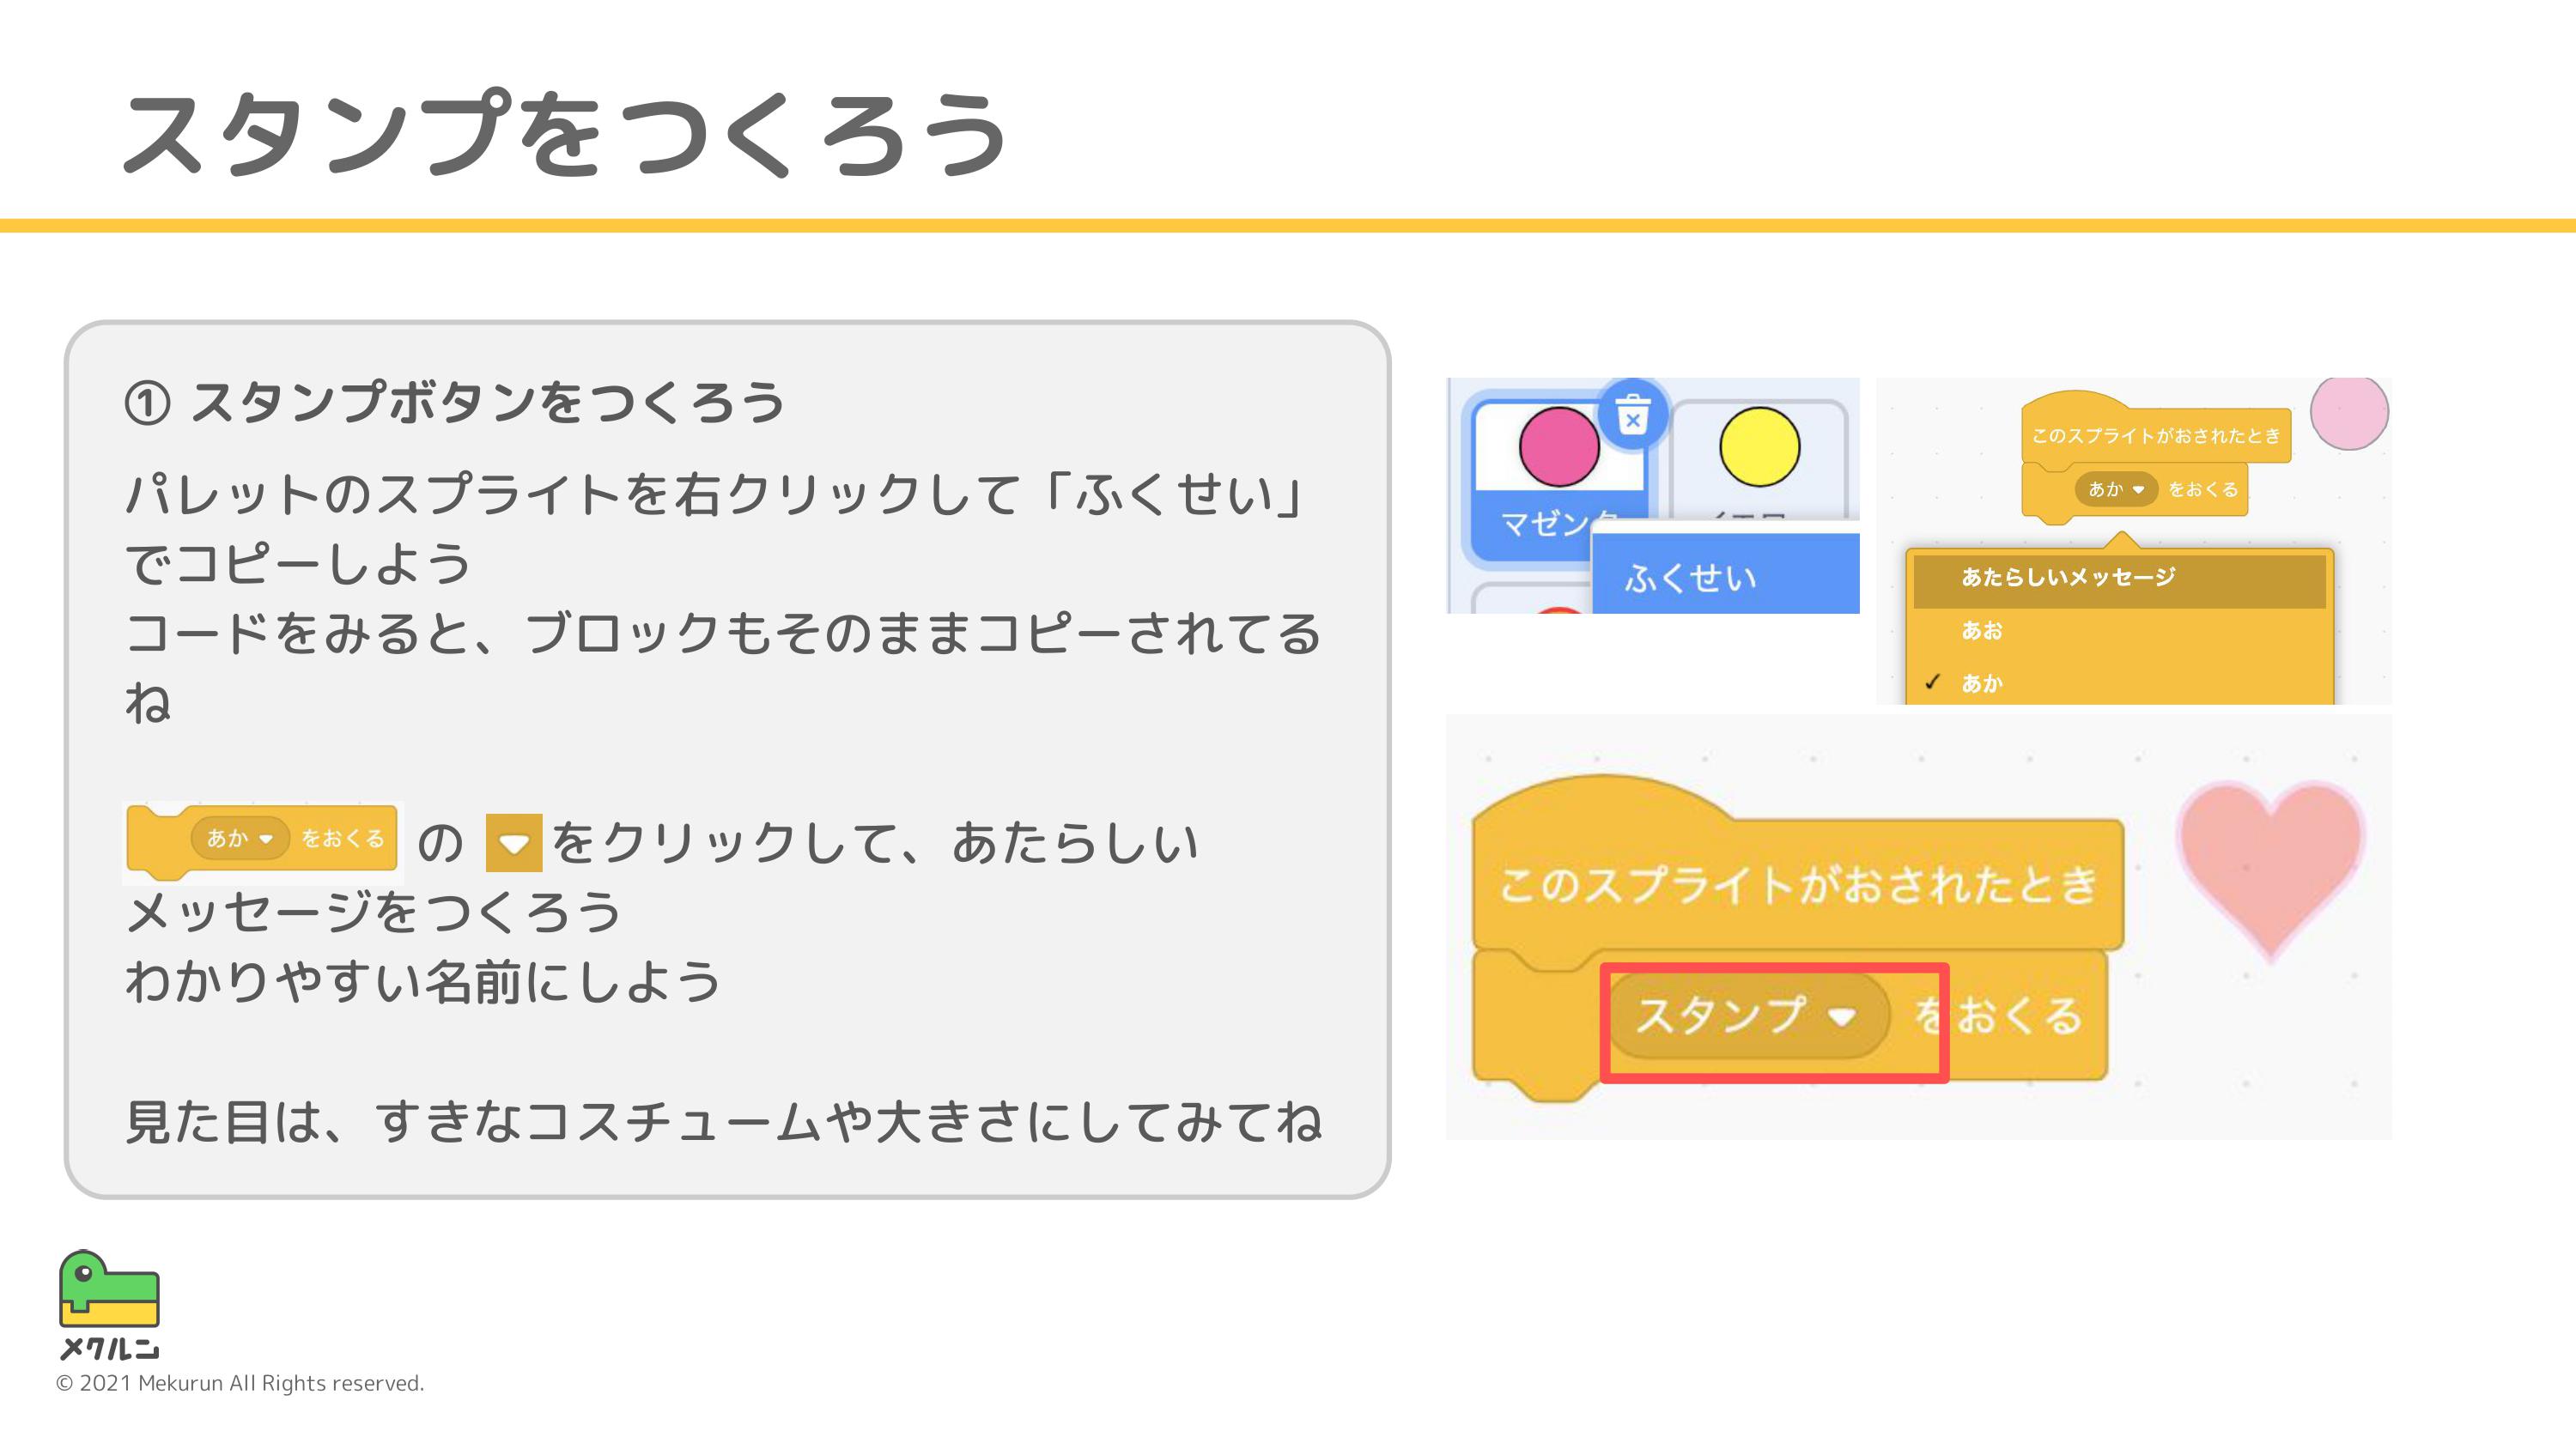 スタンプをつくろう
① スタンプボタンをつくろう
パレットのスプライトを右クリックして「ふくせい」
でコピーしよう
コードをみると、ブロックもそのままコピーされてる
ね
あか をおくる の をクリックして、あたらしい
メッセージをつくろう
わかりやすい名前にしよう
見た目は、すきなコスチュームや大きさにしてみてね
マゼンタ
ふくせい
このスプライトがおされたとき
あか をおくる
あたらしいメッセージ
あお
✓ あか
このスプライトがおされたとき
スタンプ をおくる
メクルン
© 2021 Mekurun All Rights reserved.